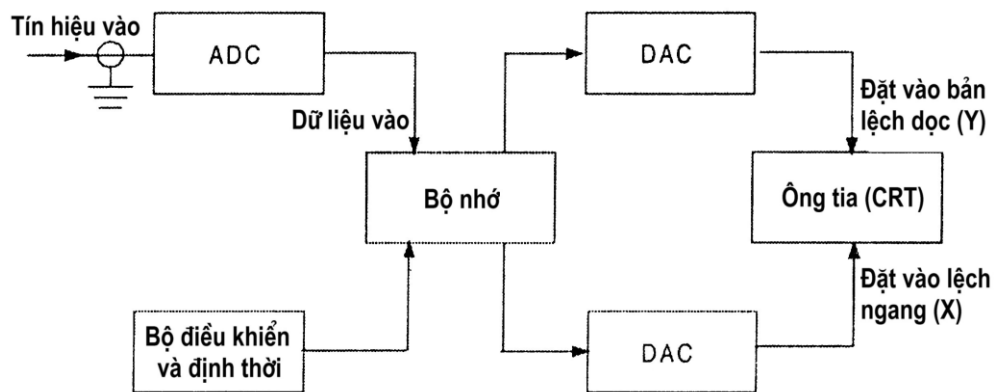 Tín hiệu vào
ADC
DAC
Dữ liệu vào
Đặt vào bản
lệch dọc (Y)
Bộ nhớ
Ông tia (CRT)
Đặt vào lệch
ngang (X)
Bộ điều khiển
và định thời
DAC